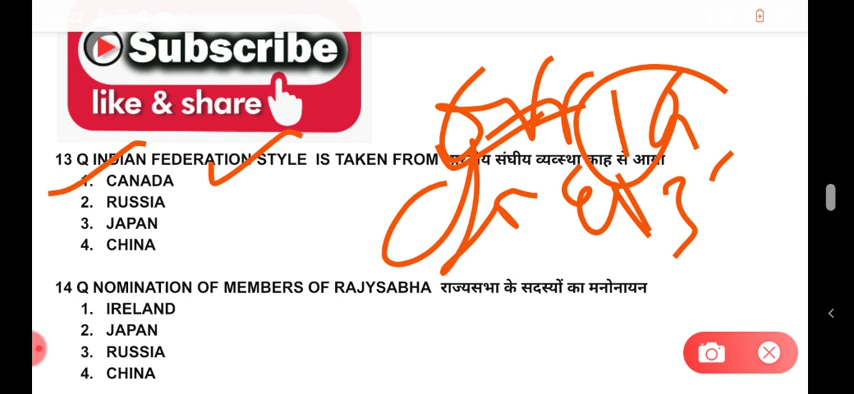 Subscribe
like & share
13 Q INDIAN FEDERATION STYLE IS TAKEN FROM संघीय व्यवस्था काह से आया
1. CANADA
2. RUSSIA
3. JAPAN
4. CHINA
14 Q NOMINATION OF MEMBERS OF RAJYSABHA राज्यसभा के सदस्यों का मनोनायन
1. IRELAND
2. JAPAN
3. RUSSIA
4. CHINA